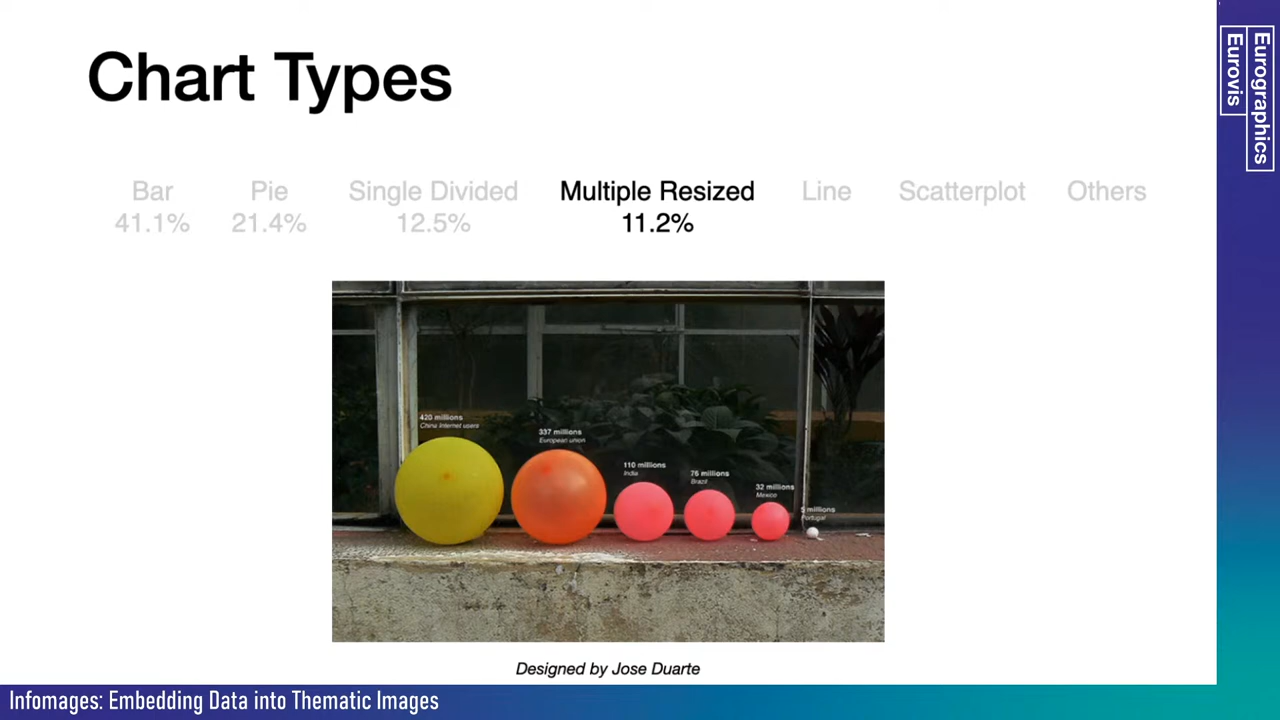 Chart Types
Eurographics
Eurovis
Bar
41.1%
Pie
21.4%
Single Divided
12.5%
Multiple Resized
11.2%
Line
Scatterplot
Others
420 millions
China Internet users
337 millions
European union
110 millions
India
76 millions
Brazil
32 millions
Mexico
5 millions
Portugal
Designed by Jose Duarte
Infomages: Embedding Data into Thematic Images